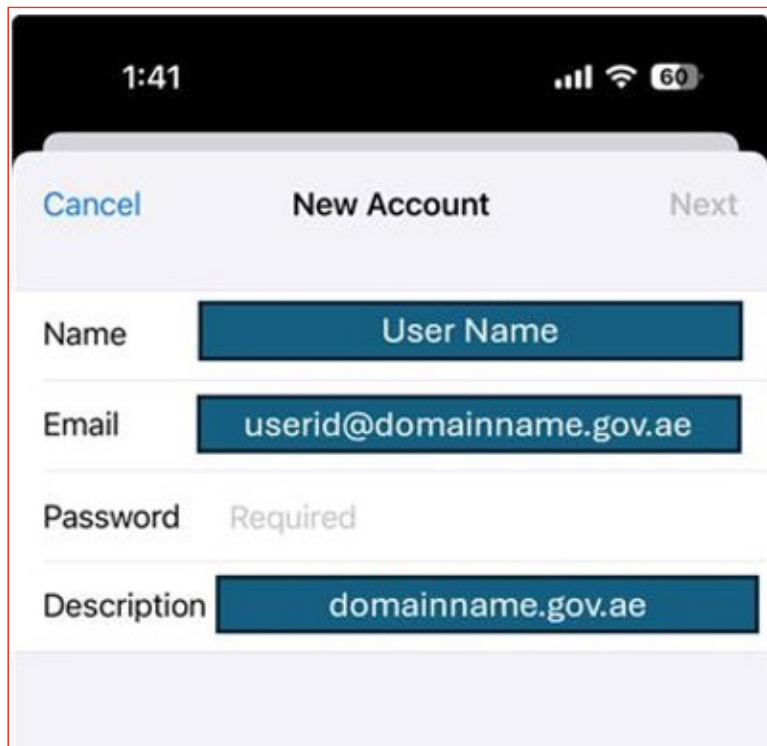 1:41 60
Cancel New Account Next
Name User Name
Email userid@domainname.gov.ae
Password Required
Description domainname.gov.ae